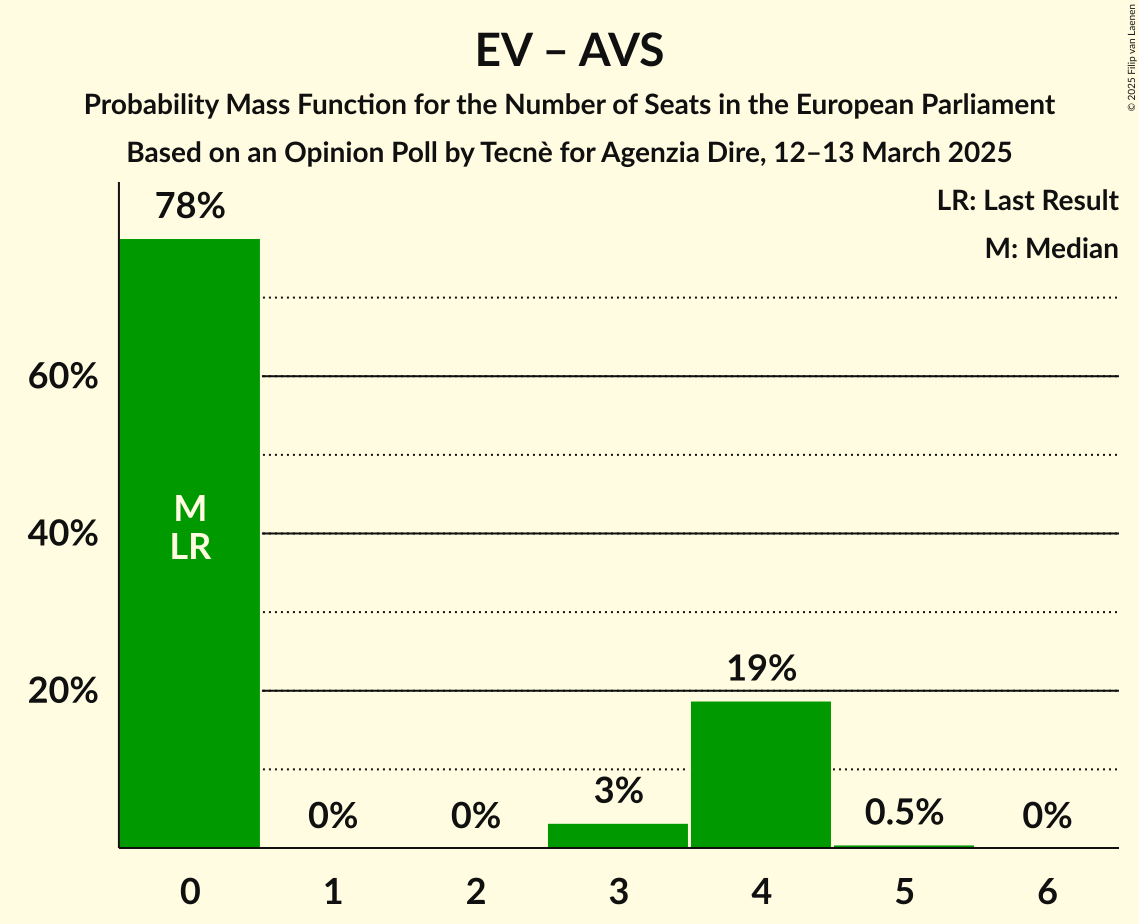 EV – AVS
Probability Mass Function for the Number of Seats in the European Parliament
Based on an Opinion Poll by Tecnè for Agenzia Dire, 12–13 March 2025
© 2025 Filip van Laenen
LR: Last Result
M: Median
78%
60%
40%
20%
M
LR
0%
0%
3%
19%
0.5%
0%
0
1
2
3
4
5
6